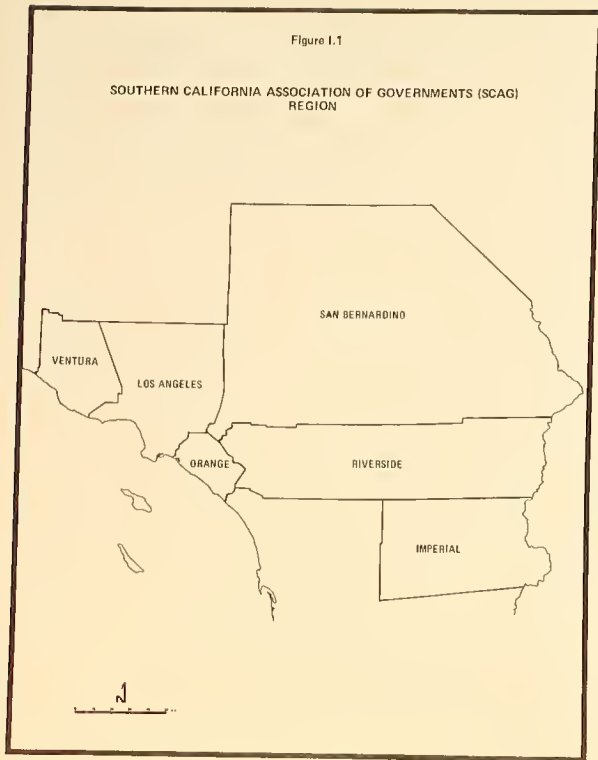 Figure I.1
SOUTHERN CALIFORNIA ASSOCIATION OF GOVERNMENTS (SCAG)
REGION
SAN BERNARDINO
VENTURA
LOS ANGELES
ORANGE
RIVERSIDE
IMPERIAL